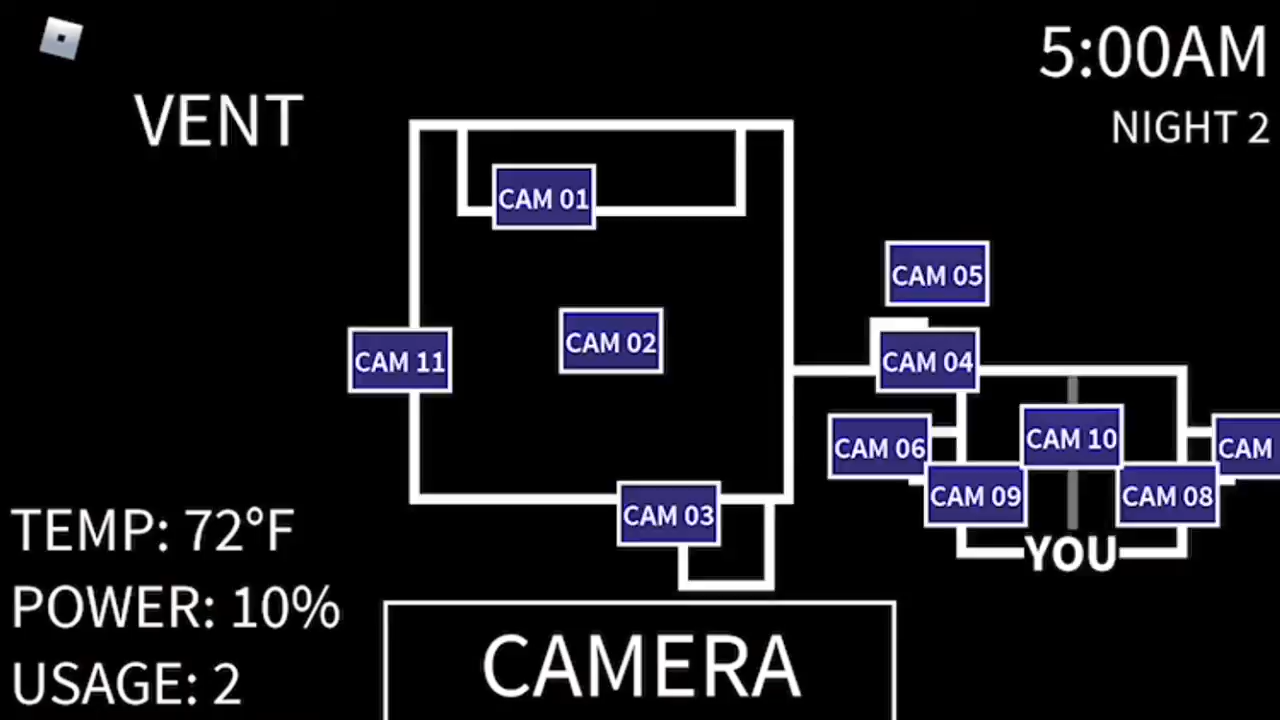 5:00AM
NIGHT 2
VENT
CAM 01
CAM 05
CAM 02
CAM 11
CAM 04
CAM 06
CAM 10
CAM
CAM 09
CAM 08
CAM 03
YOU
TEMP: 72°F
POWER: 10%
USAGE: 2
CAMERA